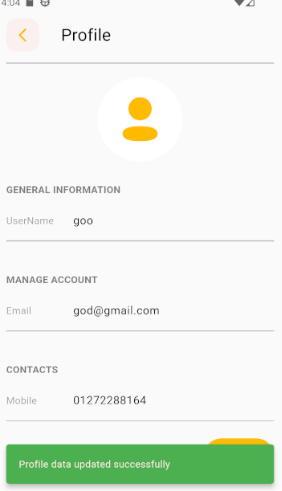 4:04
Profile
GENERAL INFORMATION
UserName goo
MANAGE ACCOUNT
Email god@gmail.com
CONTACTS
Mobile 01272288164
Profile data updated successfully